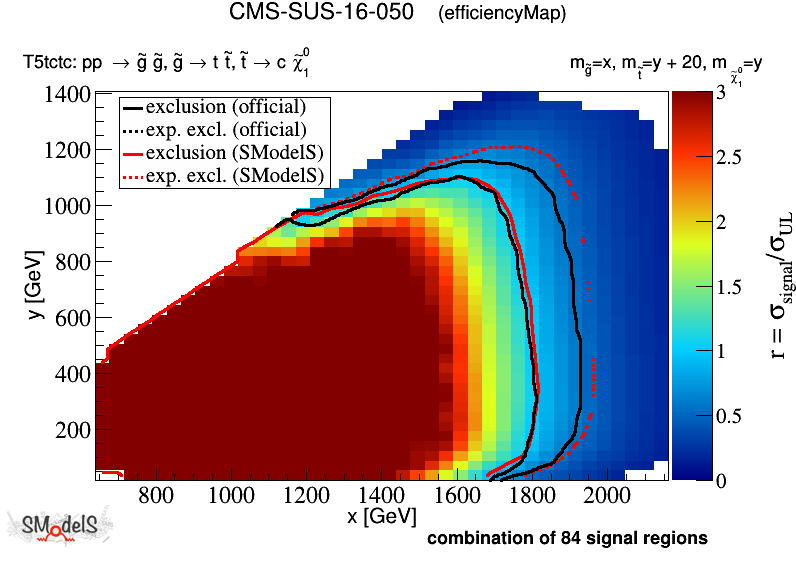 CMS-SUS-16-050 (efficiencyMap)
T5tctc: pp → g̃ g̃, g̃ → t t̃, t̃ → c χ̃₁⁰ m_g̃=x, m_t̃=y + 20, m_χ̃₁⁰=y
exclusion (official)
exp. excl. (official)
exclusion (SModelS)
exp. excl. (SModelS)
1400
1200
1000
800
600
400
200
y [GeV]
800 1000 1200 1400 1600 1800 2000
x [GeV]
3
2.5
2
1.5
1
0.5
0
r = σ_signal/σ_UL
SModelS
combination of 84 signal regions